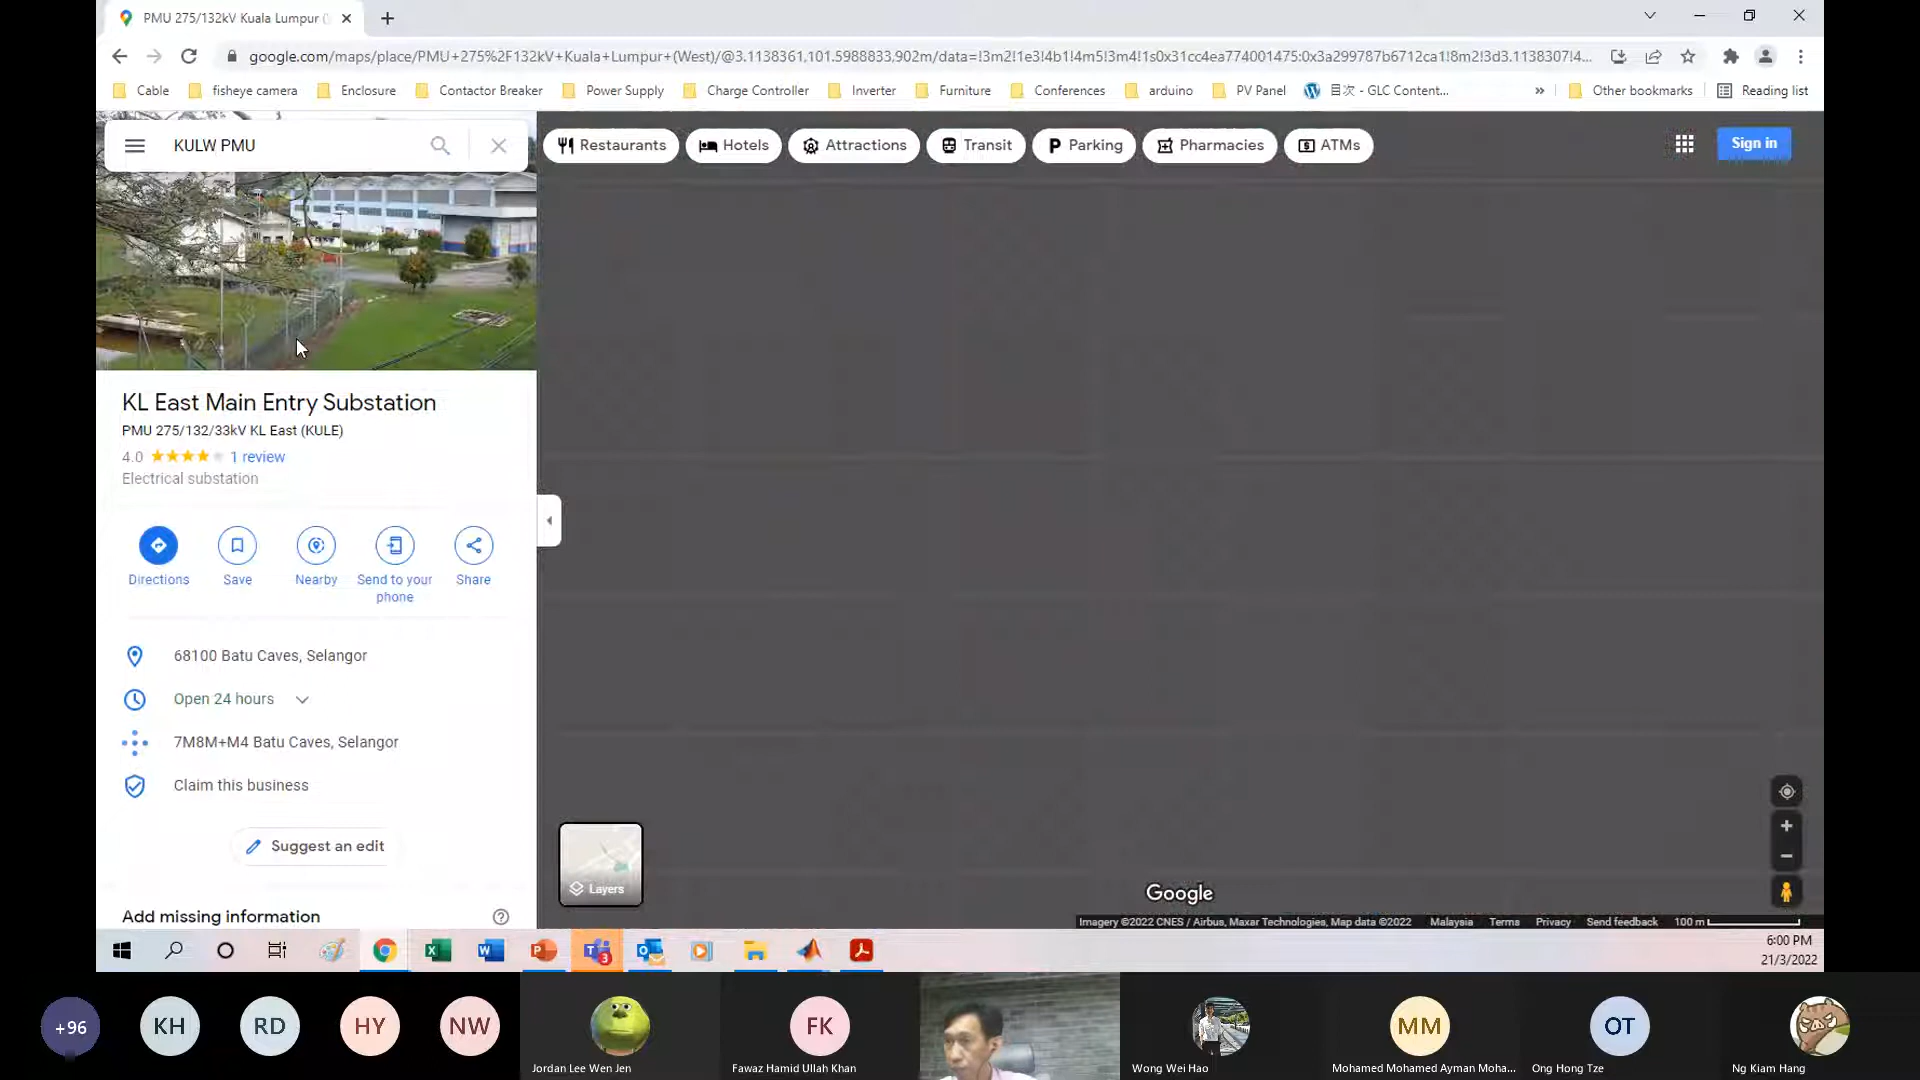 PMU 275/132kV Kuala Lumpur (
google.com/maps/place/PMU+275%2F132kV+Kuala+Lumpur+(West)/@3.1138361,101.5988833,902m/data=!3m2!1e3!4b1!4m5!3m4!1s0x31cc4ea774001475:0x3a299787b6712ca1!8m2!3d3.1138307!4...
Cable fisheye camera Enclosure Contactor Breaker Power Supply Charge Controller Inverter Furniture Conferences arduino PV Panel 目次 - GLC Content... » Other bookmarks Reading list
KULW PMU
Restaurants Hotels Attractions Transit Parking Pharmacies ATMs Sign in
KL East Main Entry Substation
PMU 275/132/33kV KL East (KULE)
4.0 1 review
Electrical substation
Directions Save Nearby Send to your phone Share
68100 Batu Caves, Selangor
Open 24 hours
7M8M+M4 Batu Caves, Selangor
Claim this business
Suggest an edit
Add missing information
Layers
Google
Imagery ©2022 CNES / Airbus, Maxar Technologies, Map data ©2022 Malaysia Terms Privacy Send feedback 100 m
3
6:00 PM
21/3/2022
+96 KH RD HY NW FK MM OT
Jordan Lee Wen Jen Fawaz Hamid Ullah Khan Wong Wei Hao Mohamed Mohamed Ayman Moha... Ong Hong Tze Ng Kiam Hang